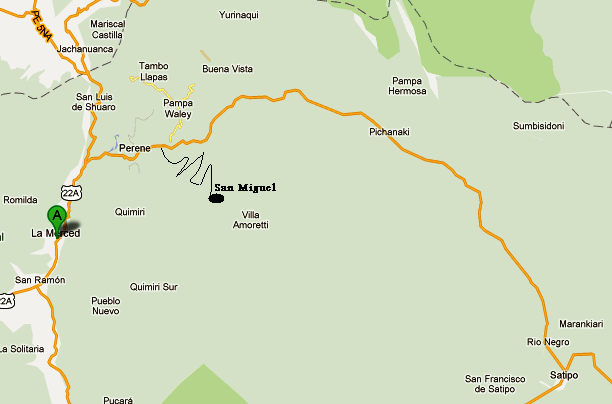 Yurinaqui
PE 5NA
Mariscal
Castilla
Jachanuanca
Tambo
Llapas
Buena Vista
Pampa
Hermosa
San Luis
de Shuaro
Pampa
Waley
Sumbisidoni
Pichanaki
Perene
San Miguel
22A
Romilda
A
Quimiri
Villa
Amoretti
La Merced
San Ramón
Quimiri Sur
22A
Pueblo
Nuevo
Marankiari
Rio Negro
La Solitaria
San Francisco
de Satipo
Satipo
Pucará